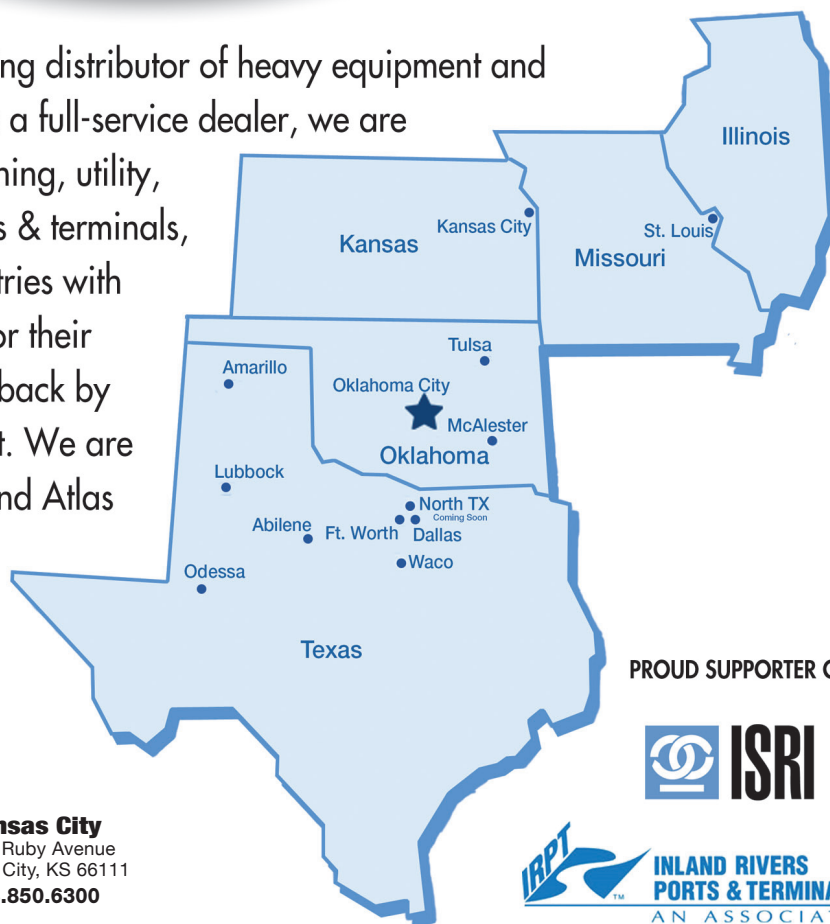 ing distributor of heavy equipment and
a full-service dealer, we are
ning, utility,
s & terminals,
tries with
or their
back by
t. We are
nd Atlas
Illinois
Kansas City
St. Louis
Kansas
Missouri
Tulsa
Amarillo
Oklahoma City
McAlester
Oklahoma
Lubbock
North TX
Coming Soon
Abilene
Ft. Worth
Dallas
Waco
Odessa
Texas
PROUD SUPPORTER O
ISRI
nsas City
Ruby Avenue
City, KS 66111
.850.6300
IRPT
TM
INLAND RIVERS
PORTS & TERMINA
AN ASSOCIAT